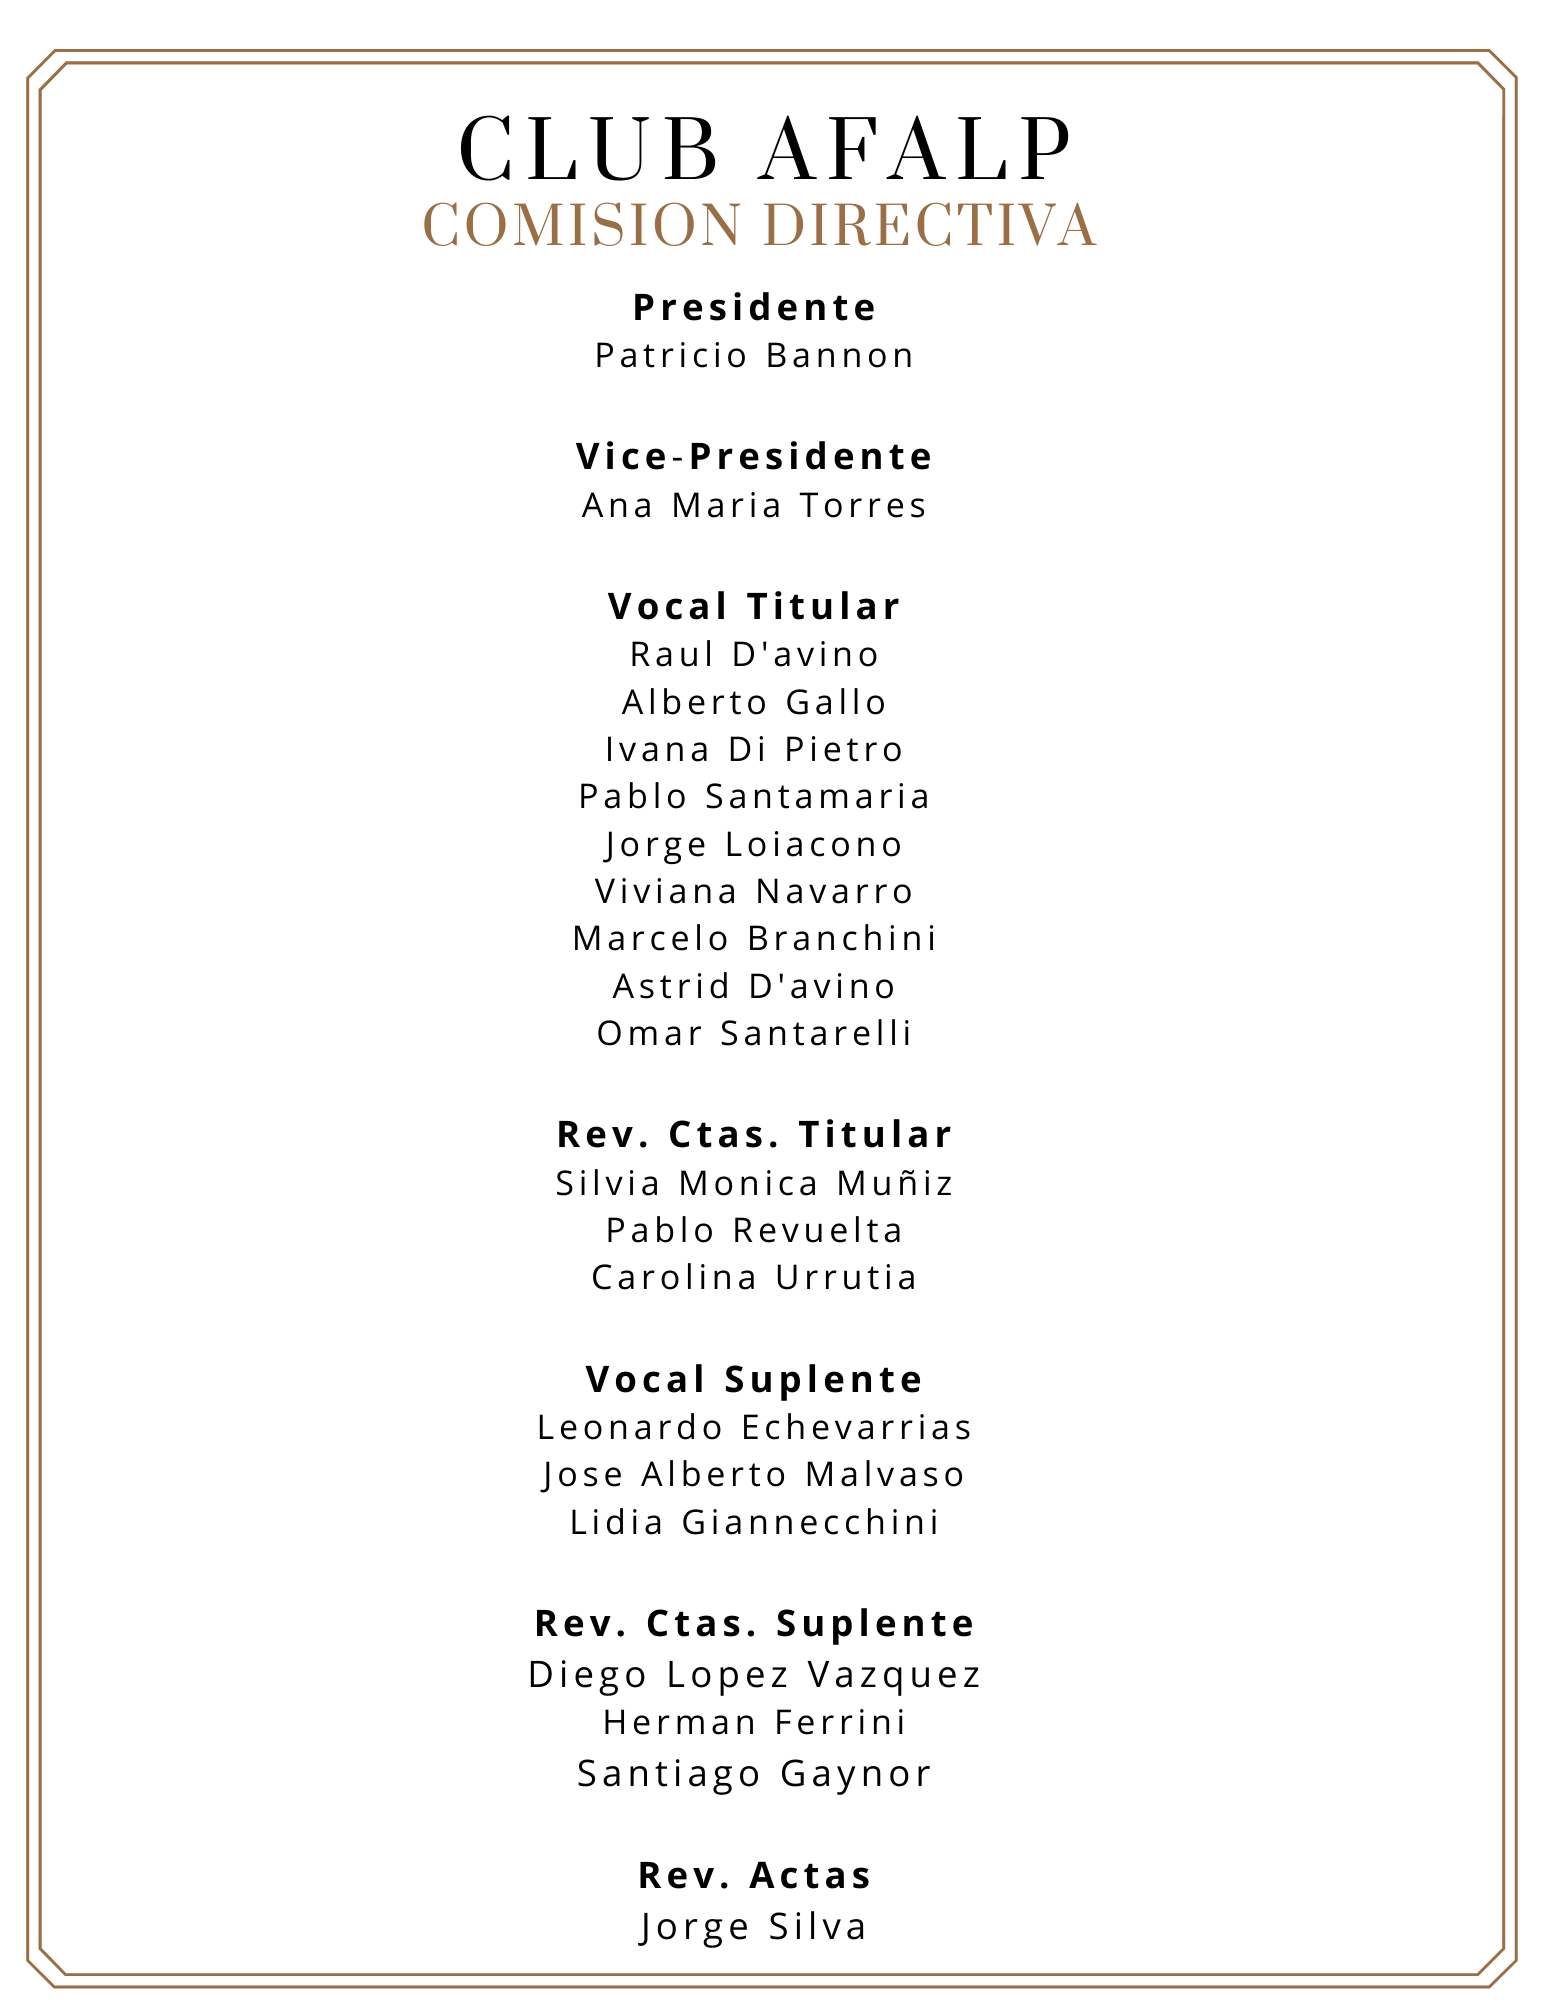 CLUB AFALP
COMISION DIRECTIVA
Presidente
Patricio Bannon
Vice-Presidente
Ana Maria Torres
Vocal Titular
Raul D'avino
Alberto Gallo
Ivana Di Pietro
Pablo Santamaria
Jorge Loiacono
Viviana Navarro
Marcelo Branchini
Astrid D'avino
Omar Santarelli
Rev. Ctas. Titular
Silvia Monica Muñiz
Pablo Revuelta
Carolina Urrutia
Vocal Suplente
Leonardo Echevarrias
Jose Alberto Malvaso
Lidia Giannecchini
Rev. Ctas. Suplente
Diego Lopez Vazquez
Herman Ferrini
Santiago Gaynor
Rev. Actas
Jorge Silva